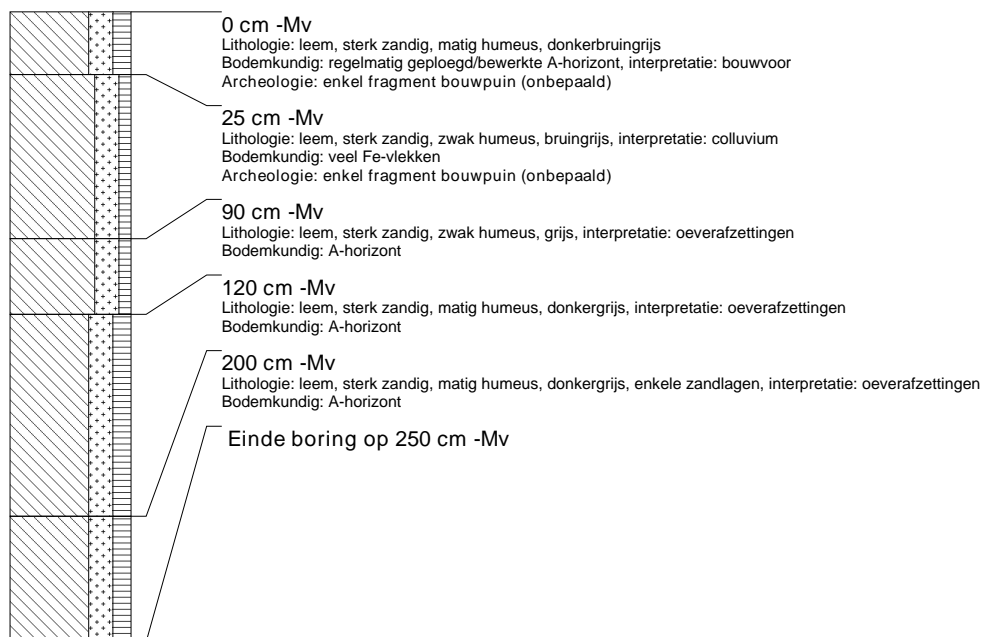 0 cm -Mv
Lithologie: leem, sterk zandig, matig humeus, donkerbruingrijs
Bodemkundig: regelmatig geploegd/bewerkte A-horizont, interpretatie: bouwvoor
Archeologie: enkel fragment bouwpuin (onbepaald)
25 cm -Mv
Lithologie: leem, sterk zandig, zwak humeus, bruingrijs, interpretatie: colluvium
Bodemkundig: veel Fe-vlekken
Archeologie: enkel fragment bouwpuin (onbepaald)
90 cm -Mv
Lithologie: leem, sterk zandig, zwak humeus, grijs, interpretatie: oeverafzettingen
Bodemkundig: A-horizont
120 cm -Mv
Lithologie: leem, sterk zandig, matig humeus, donkergrijs, interpretatie: oeverafzettingen
Bodemkundig: A-horizont
200 cm -Mv
Lithologie: leem, sterk zandig, matig humeus, donkergrijs, enkele zandlagen, interpretatie: oeverafzettingen
Bodemkundig: A-horizont
Einde boring op 250 cm -Mv